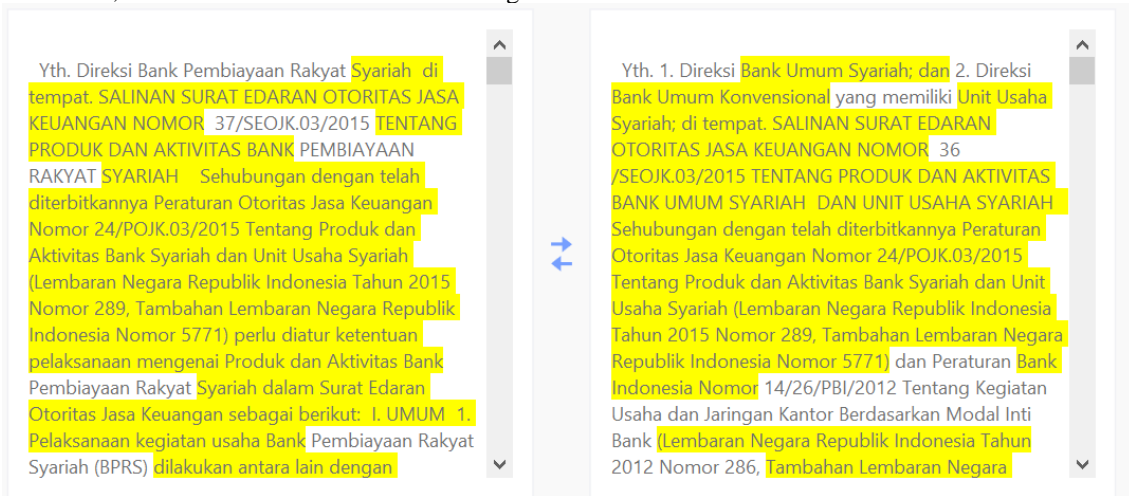 Yth. Direksi Bank Pembiayaan Rakyat Syariah di
tempat. SALINAN SURAT EDARAN OTORITAS JASA
KEUANGAN NOMOR 37/SEOJK.03/2015 TENTANG
PRODUK DAN AKTIVITAS BANK PEMBIAYAAN
RAKYAT SYARIAH Sehubungan dengan telah
diterbitkannya Peraturan Otoritas Jasa Keuangan
Nomor 24/POJK.03/2015 Tentang Produk dan
Aktivitas Bank Syariah dan Unit Usaha Syariah
(Lembaran Negara Republik Indonesia Tahun 2015
Nomor 289, Tambahan Lembaran Negara Republik
Indonesia Nomor 5771) perlu diatur ketentuan
pelaksanaan mengenai Produk dan Aktivitas Bank
Pembiayaan Rakyat Syariah dalam Surat Edaran
Otoritas Jasa Keuangan sebagai berikut: I. UMUM 1.
Pelaksanaan kegiatan usaha Bank Pembiayaan Rakyat
Syariah (BPRS) dilakukan antara lain dengan
Yth. 1. Direksi Bank Umum Syariah; dan 2. Direksi
Bank Umum Konvensional yang memiliki Unit Usaha
Syariah; di tempat. SALINAN SURAT EDARAN
OTORITAS JASA KEUANGAN NOMOR 36
/SEOJK.03/2015 TENTANG PRODUK DAN AKTIVITAS
BANK UMUM SYARIAH DAN UNIT USAHA SYARIAH
Sehubungan dengan telah diterbitkannya Peraturan
Otoritas Jasa Keuangan Nomor 24/POJK.03/2015
Tentang Produk dan Aktivitas Bank Syariah dan Unit
Usaha Syariah (Lembaran Negara Republik Indonesia
Tahun 2015 Nomor 289, Tambahan Lembaran Negara
Republik Indonesia Nomor 5771) dan Peraturan Bank
Indonesia Nomor 14/26/PBI/2012 Tentang Kegiatan
Usaha dan Jaringan Kantor Berdasarkan Modal Inti
Bank (Lembaran Negara Republik Indonesia Tahun
2012 Nomor 286, Tambahan Lembaran Negara